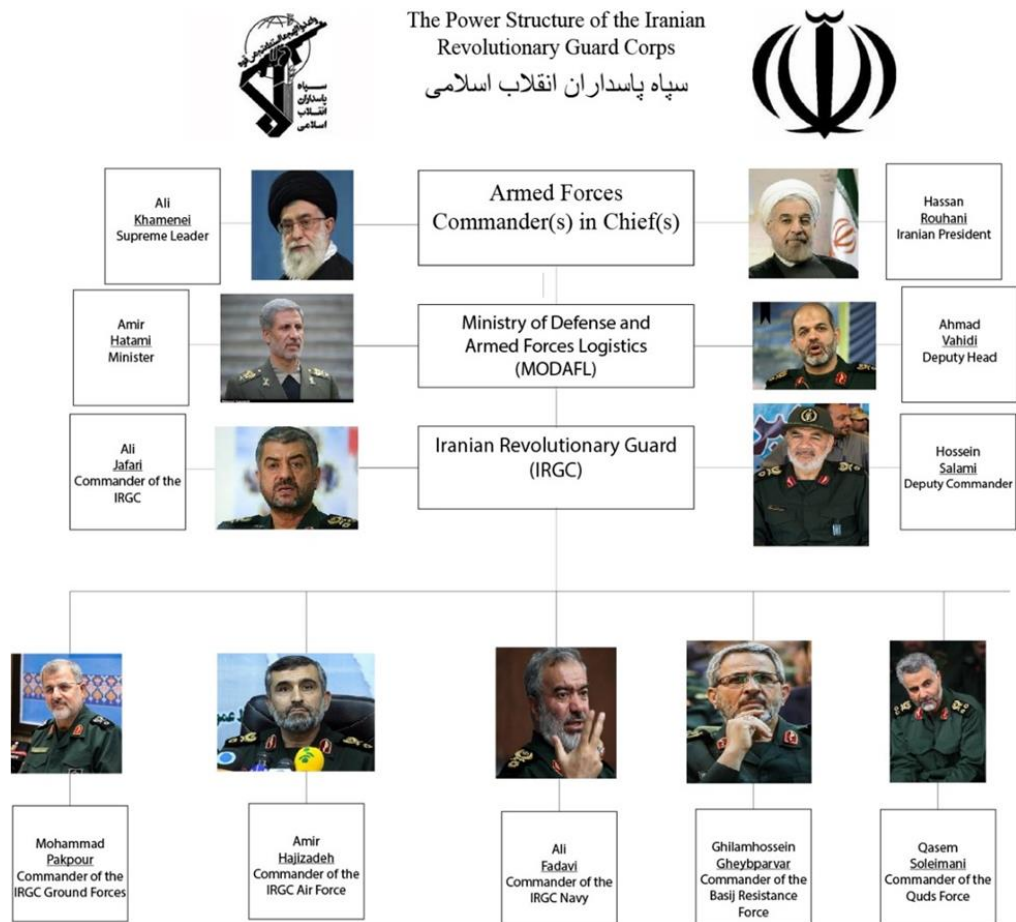 The Power Structure of the Iranian
Revolutionary Guard Corps
سپاه پاسداران انقلاب اسلامی
سپاه
پاسداران
انقلاب
اسلامی
Ali
Khamenei
Supreme Leader
Armed Forces
Commander(s) in Chief(s)
Hassan
Rouhani
Iranian President
Amir
Hatami
Minister
Ministry of Defense and
Armed Forces Logistics
(MODAFL)
Ahmad
Vahidi
Deputy Head
Ali
Jafari
Commander of the
IRGC
Iranian Revolutionary Guard
(IRGC)
Hossein
Salami
Deputy Commander
Mohammad
Pakpour
Commander of the
IRGC Ground Forces
Amir
Hajizadeh
Commander of the
IRGC Air Force
Ali
Fadavi
Commander of the
IRGC Navy
Ghilamhossein
Gheybparvar
Commander of the
Basij Resistance
Force
Qasem
Soleimani
Commander of the
Quds Force